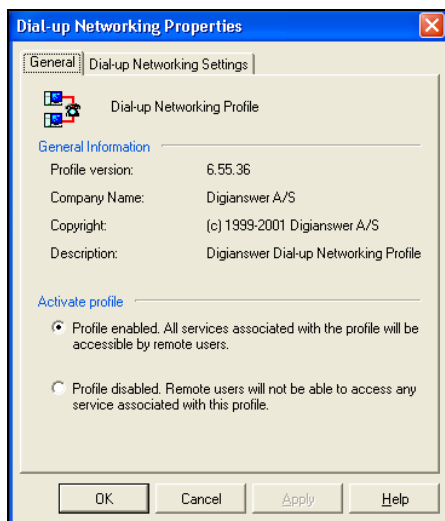 Dial-up Networking Properties
General
Dial-up Networking Settings
Dial-up Networking Profile
General Information
Profile version: 6.55.36
Company Name: Digianswer A/S
Copyright: (c) 1999-2001 Digianswer A/S
Description: Digianswer Dial-up Networking Profile
Activate profile
Profile enabled. All services associated with the profile will be
accessible by remote users.
Profile disabled. Remote users will not be able to access any
service associated with this profile.
OK
Cancel
Apply
Help